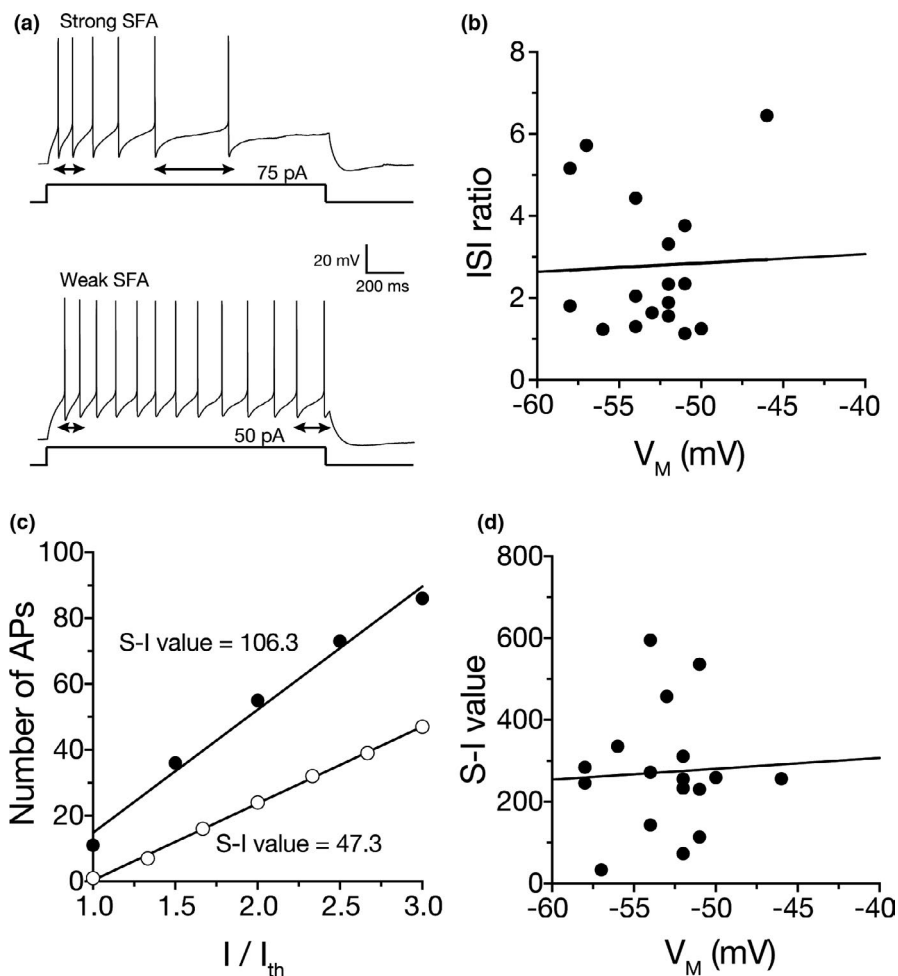 (a)
Strong SFA
75 pA
20 mV
200 ms
Weak SFA
50 pA
(b)
8
6
4
2
0
ISI ratio
-60 -55 -50 -45 -40
V_M (mV)
(c)
100
80
60
40
20
0
Number of APs
S-I value = 106.3
S-I value = 47.3
1.0 1.5 2.0 2.5 3.0
I / I_th
(d)
800
600
400
200
0
S-I value
-60 -55 -50 -45 -40
V_M (mV)